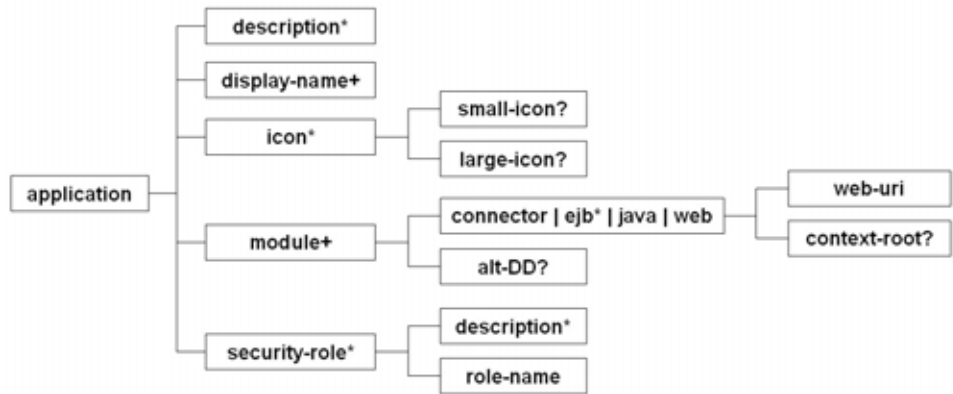 description*
display-name+
icon*
small-icon?
large-icon?
application
module+
connector | ejb* | java | web
web-uri
context-root?
alt-DD?
security-role*
description*
role-name